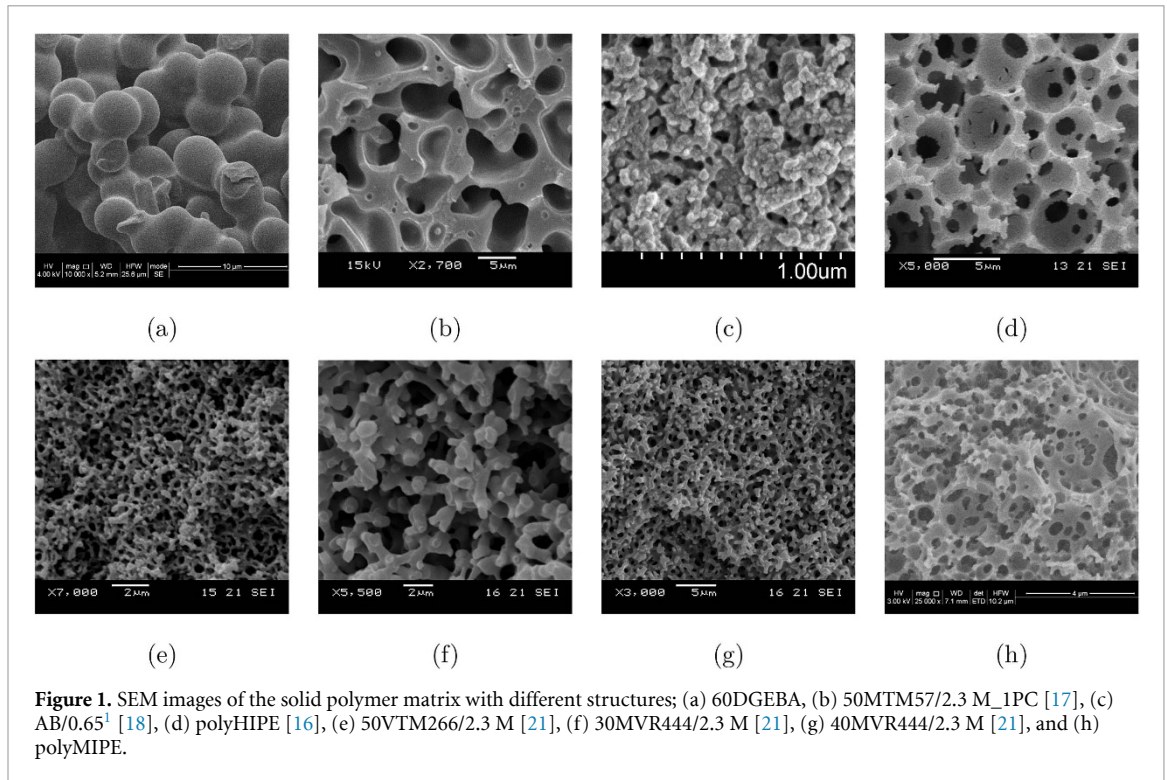 HV mag □ WD HFW mode 10 µm
4.00 kV 10 000 x 5.2 mm 25.6 µm SE
15kV X2,700 5µm
1.00um
X5,000 5µm 13 21 SEI
(a) (b) (c) (d)
X7,000 2µm 15 21 SEI
X5,500 2µm 16 21 SEI
X3,000 5µm 16 21 SEI
HV mag □ WD det HFW 4 µm
3.00 kV 25 000 x 7.1 mm ETD 10.2 µm
(e) (f) (g) (h)
Figure 1. SEM images of the solid polymer matrix with different structures; (a) 60DGEBA, (b) 50MTM57/2.3 M_1PC [17], (c)
AB/0.65¹ [18], (d) polyHIPE [16], (e) 50VTM266/2.3 M [21], (f) 30MVR444/2.3 M [21], (g) 40MVR444/2.3 M [21], and (h)
polyMIPE.